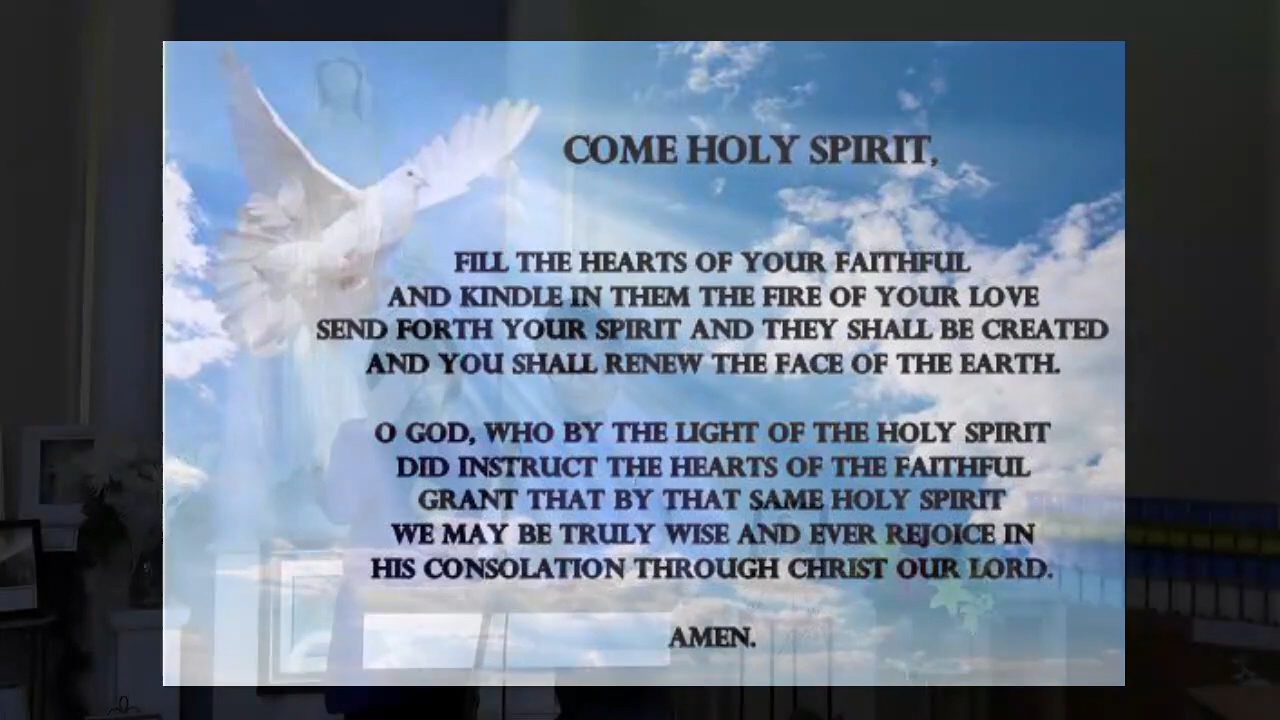 COME HOLY SPIRIT,
FILL THE HEARTS OF YOUR FAITHFUL
AND KINDLE IN THEM THE FIRE OF YOUR LOVE
SEND FORTH YOUR SPIRIT AND THEY SHALL BE CREATED
AND YOU SHALL RENEW THE FACE OF THE EARTH.
O GOD, WHO BY THE LIGHT OF THE HOLY SPIRIT
DID INSTRUCT THE HEARTS OF THE FAITHFUL
GRANT THAT BY THAT SAME HOLY SPIRIT
WE MAY BE TRULY WISE AND EVER REJOICE IN
HIS CONSOLATION THROUGH CHRIST OUR LORD.
AMEN.